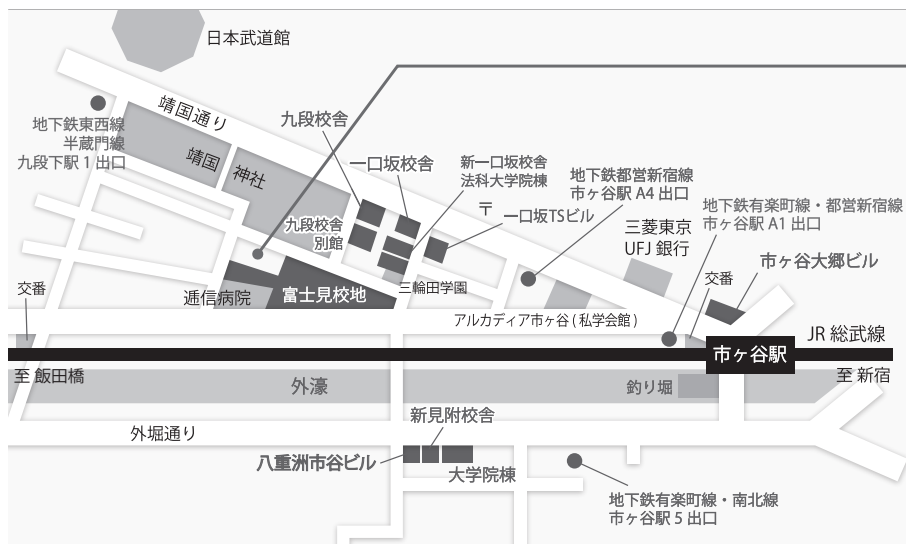 日本武道館
靖国通り
地下鉄東西線
半蔵門線
九段下駅 1 出口
靖国
神社
九段校舎
一口坂校舎
新一口坂校舎
法科大学院棟
〒
一口坂TSビル
地下鉄都営新宿線
市ヶ谷駅 A4 出口
地下鉄有楽町線・都営新宿線
市ヶ谷駅 A1 出口
三菱東京
UFJ 銀行
九段校舎
別館
市ヶ谷大郷ビル
交番
逓信病院
富士見校地
三輪田学園
交番
アルカディア市ヶ谷 ( 私学会館 )
JR 総武線
市ヶ谷駅
至 飯田橋
至 新宿
外濠
釣り堀
新見附校舎
外堀通り
八重洲市谷ビル
大学院棟
地下鉄有楽町線・南北線
市ヶ谷駅 5 出口